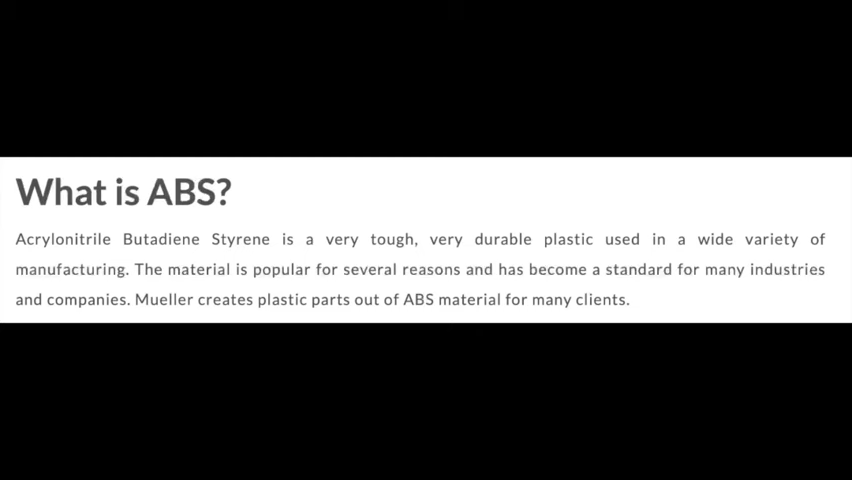 What is ABS?
Acrylonitrile Butadiene Styrene is a very tough, very durable plastic used in a wide variety of
manufacturing. The material is popular for several reasons and has become a standard for many industries
and companies. Mueller creates plastic parts out of ABS material for many clients.